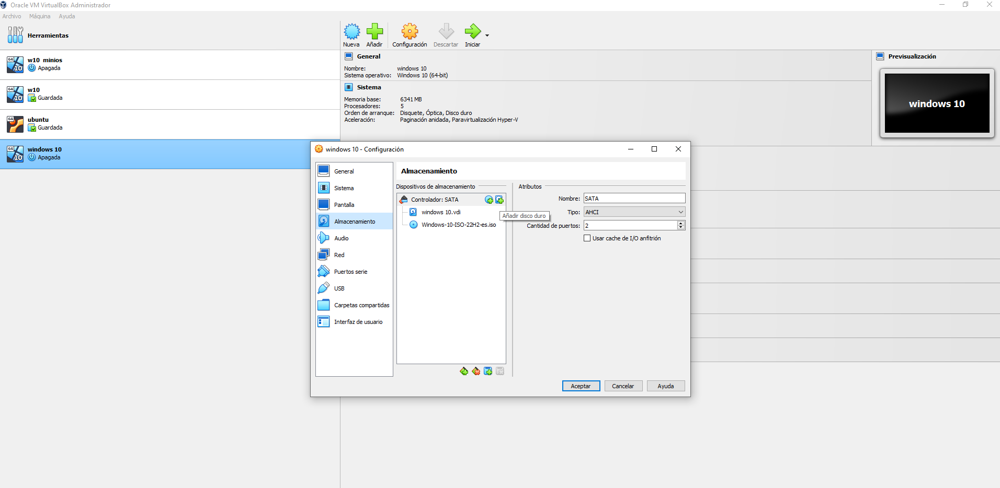 Oracle VM VirtualBox Administrador
Archivo Máquina Ayuda
Herramientas
Nueva Añadir Configuración Descartar Iniciar
64 10 w10 minios
Apagada
64 10 w10
Guardada
64 ubuntu
Guardada
64 10 windows 10
Apagada
General
Nombre: windows 10
Sistema operativo: Windows 10 (64-bit)
Sistema
Memoria base: 6341 MB
Procesadores: 5
Orden de arranque: Disquete, Óptica, Disco duro
Aceleración: Paginación anidada, Paravirtualización Hyper-V
Previsualización
windows 10
windows 10 - Configuración
General
Sistema
Pantalla
Almacenamiento
Audio
Red
Puertos serie
USB
Carpetas compartidas
Interfaz de usuario
Almacenamiento
Dispositivos de almacenamiento
Controlador: SATA
windows 10.vdi
Windows-10-ISO-22H2-es.iso
Añadir disco duro
Atributos
Nombre: SATA
Tipo: AHCI
Cantidad de puertos: 2
Usar cache de I/O anfitrión
Aceptar Cancelar Ayuda